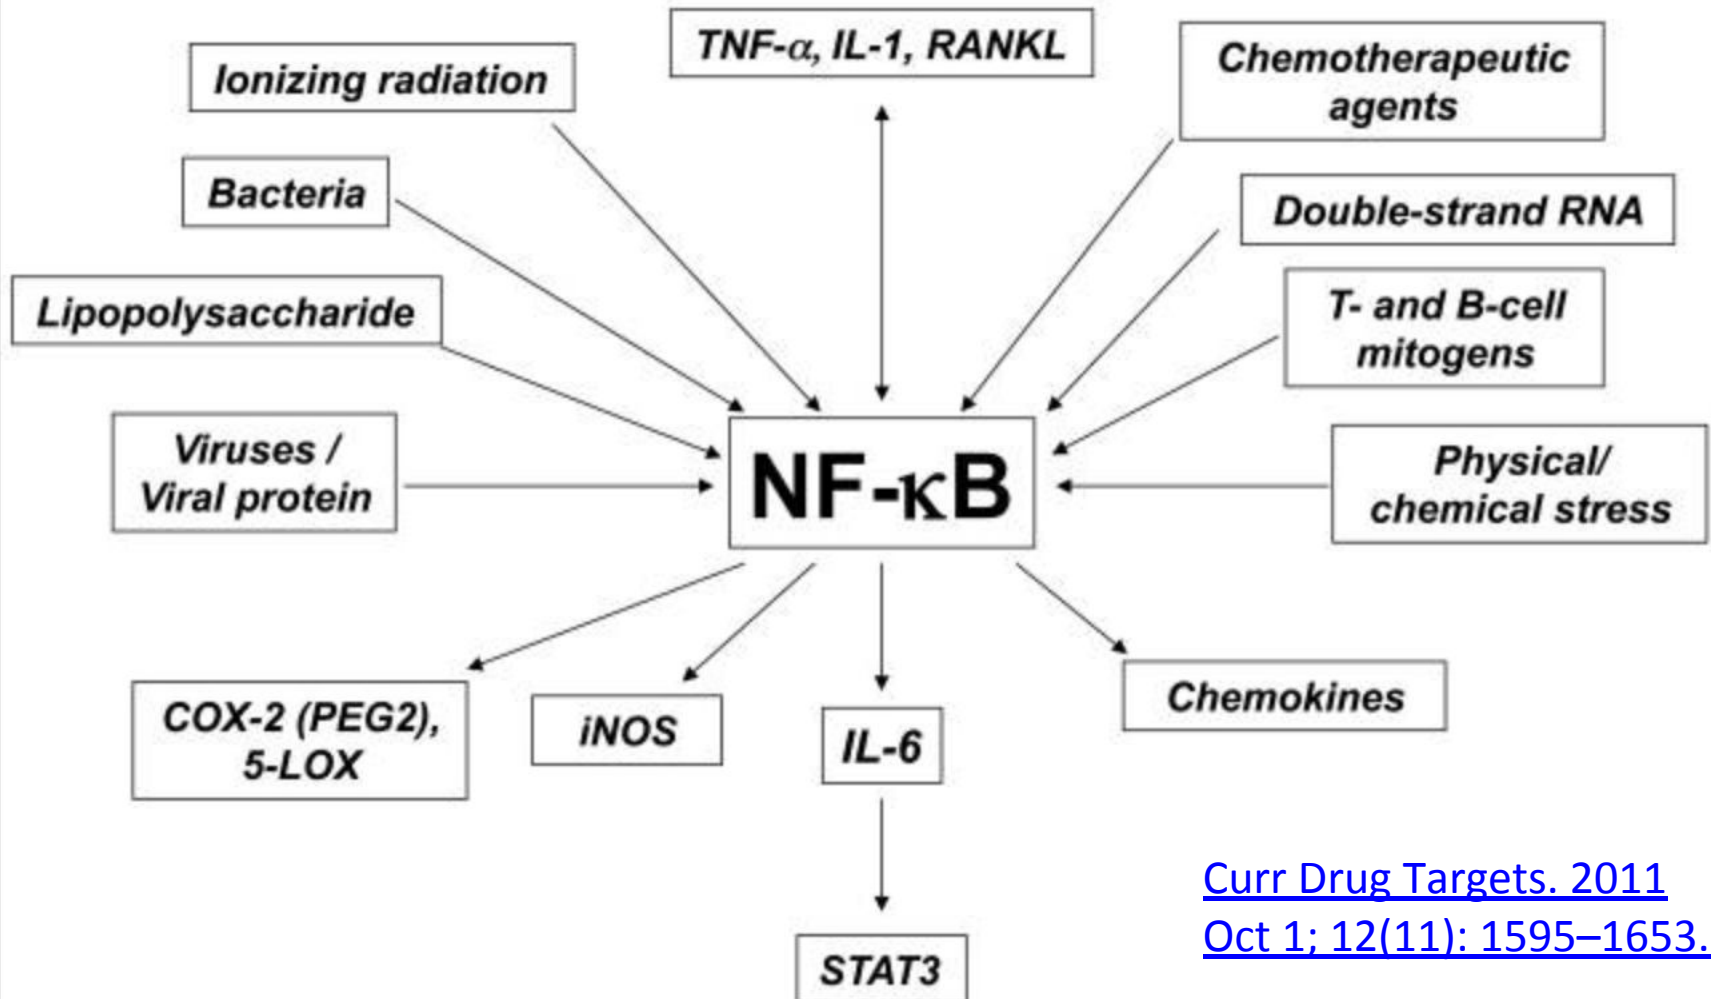 TNF-α, IL-1, RANKL
Ionizing radiation
Chemotherapeutic
agents
Bacteria
Double-strand RNA
Lipopolysaccharide
T- and B-cell
mitogens
Viruses /
Viral protein
NF-κB
Physical/
chemical stress
COX-2 (PEG2),
5-LOX
iNOS
IL-6
Chemokines
STAT3
Curr Drug Targets. 2011
Oct 1; 12(11): 1595–1653.